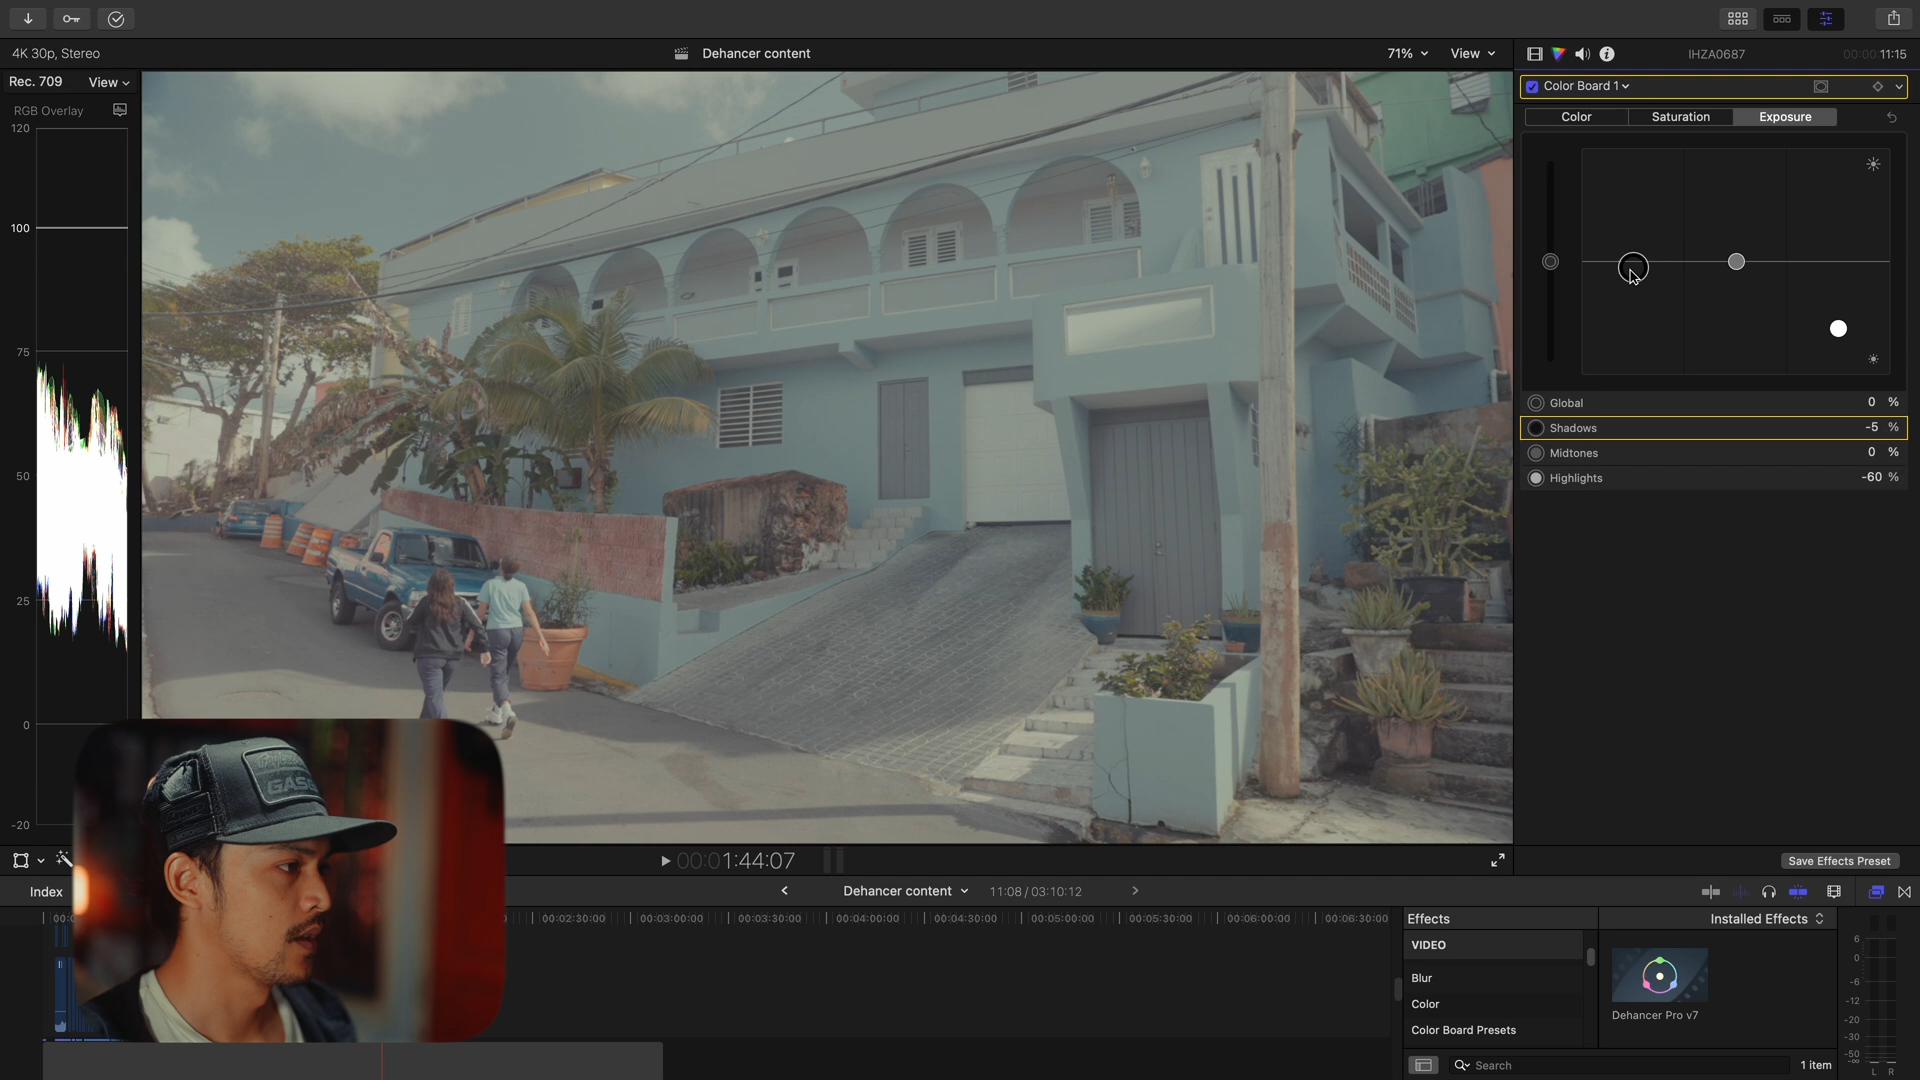 4K 30p, Stereo
Dehancer content
71%
View
IHZA0687
00:00:11:15
Rec. 709
View
RGB Overlay
120
100
75
50
25
0
-20
Color Board 1
Color
Saturation
Exposure
Global
0 %
Shadows
-5 %
Midtones
0 %
Highlights
-60 %
Save Effects Preset
00:01:44:07
Index
Dehancer content
11:08 / 03:10:12
00:02:30:00
00:03:00:00
00:03:30:00
00:04:00:00
00:04:30:00
00:05:00:00
00:05:30:00
00:06:00:00
00:06:30:00
Effects
Installed Effects
VIDEO
Blur
Color
Color Board Presets
Dehancer Pro v7
Search
1 item
6
0
-6
-12
-20
-30
-50
-∞
L R